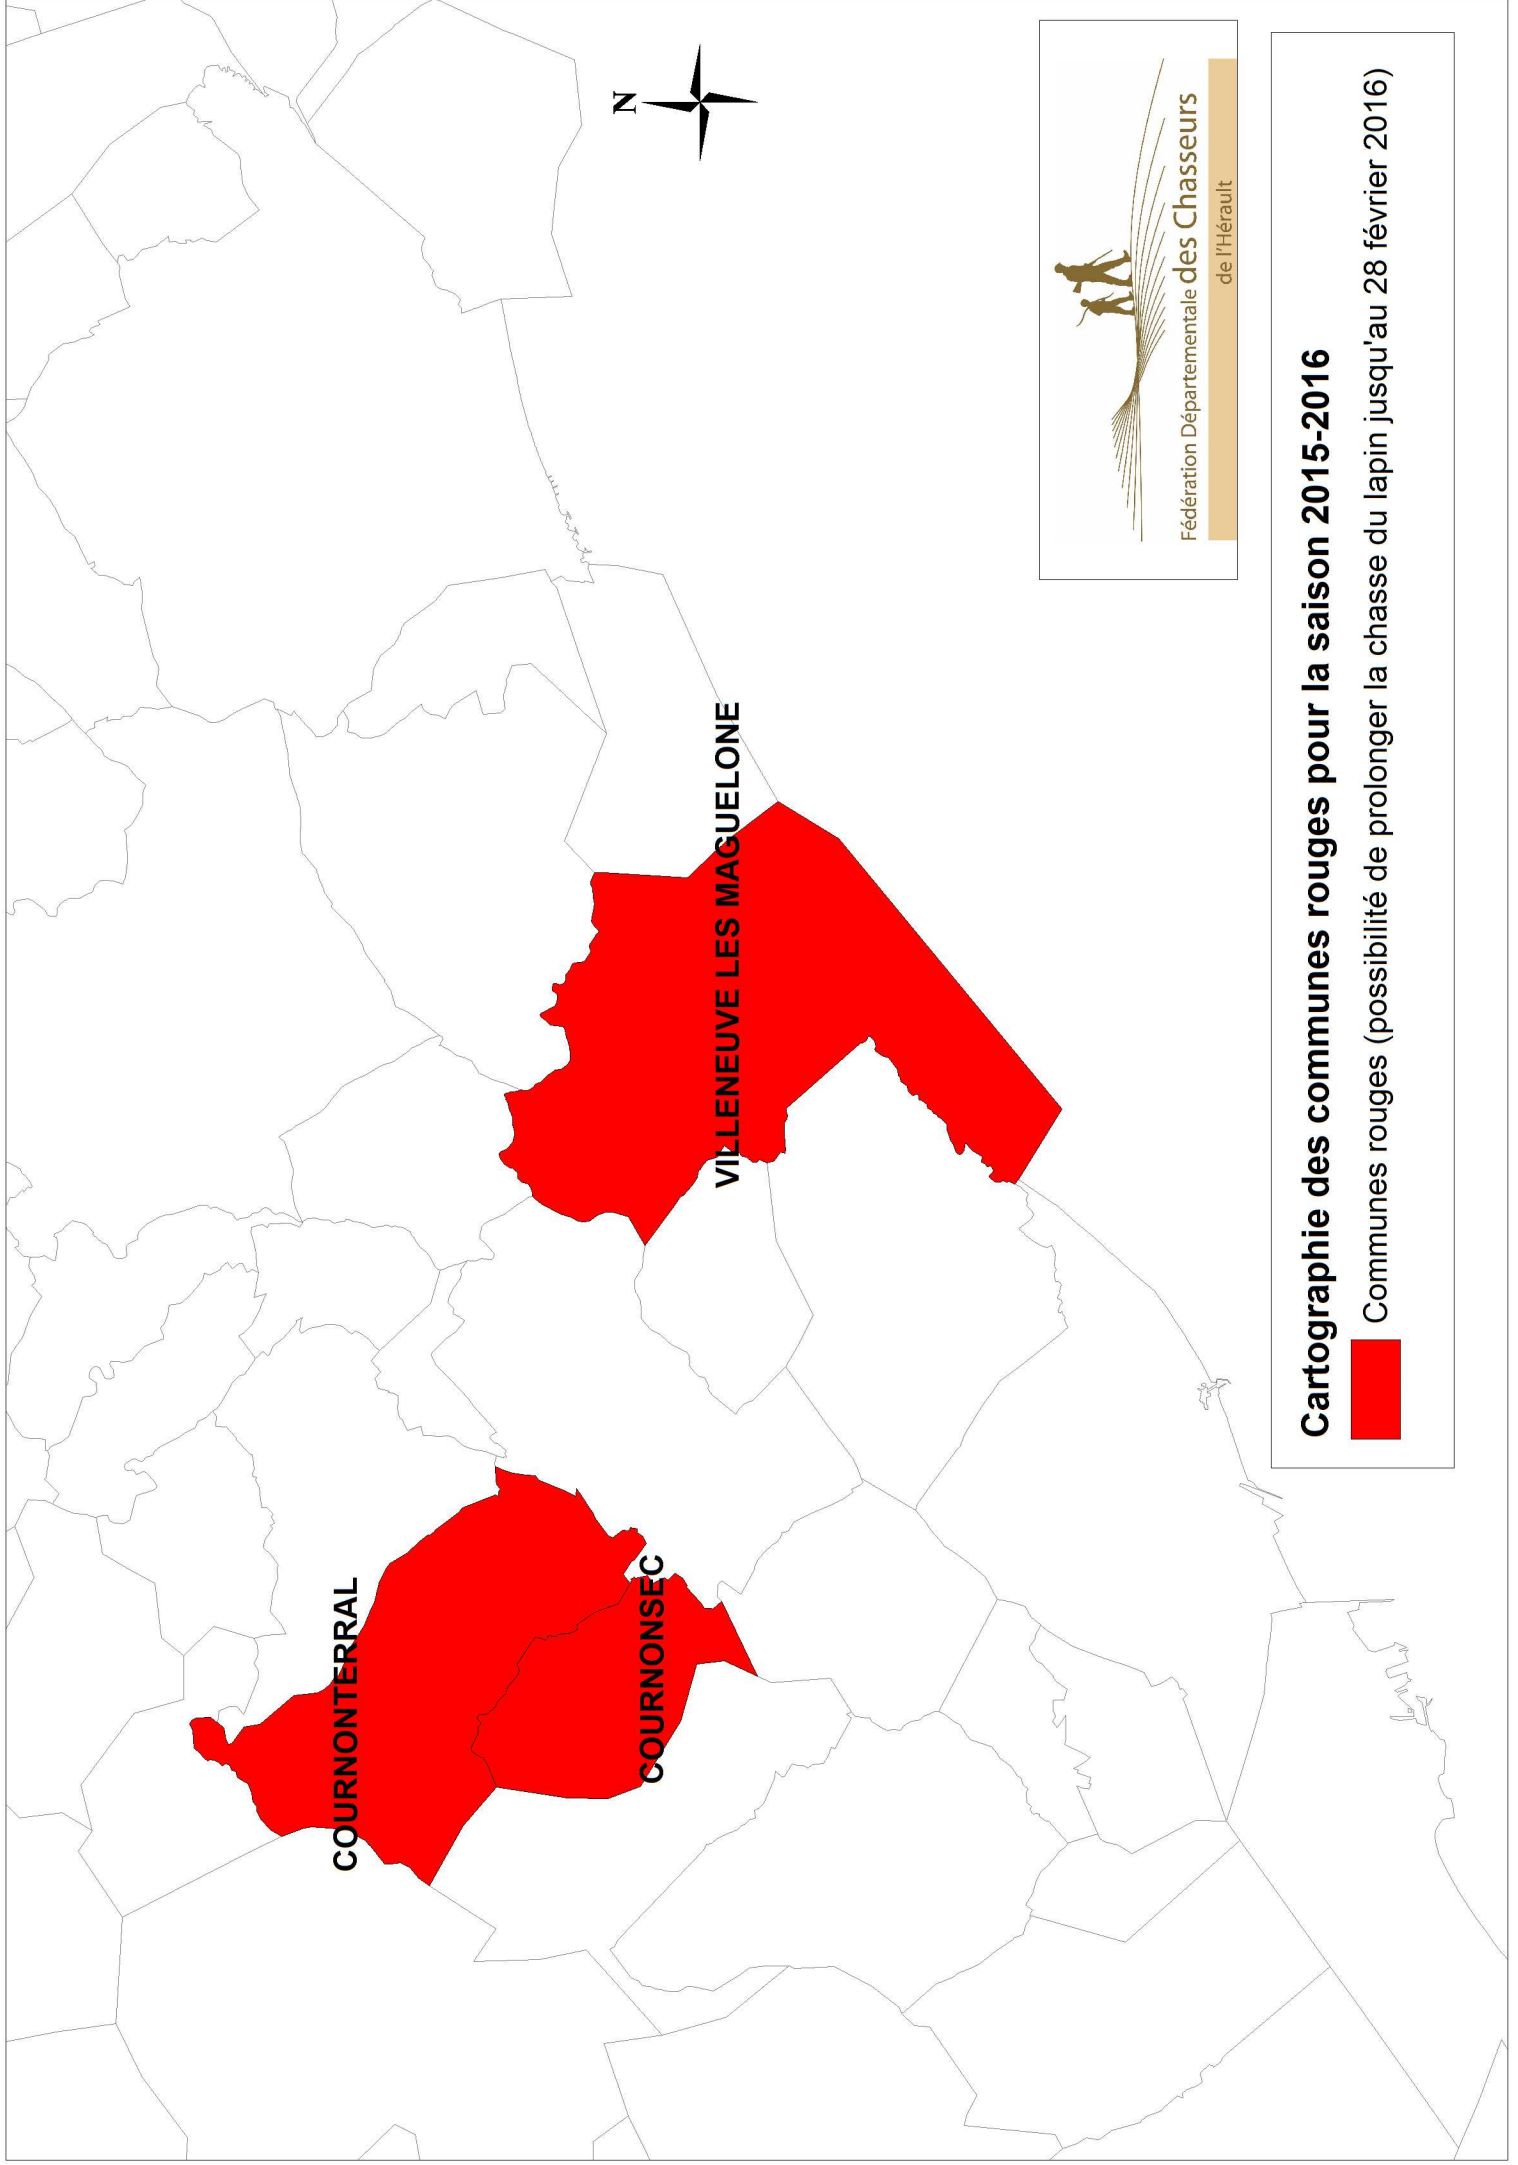 COURNONTERRAL
COURNONSEC
VILLENEUVE LES MAGUELONE
N
Fédération Départementale des Chasseurs
de l'Hérault
Cartographie des communes rouges pour la saison 2015-2016
Communes rouges (possibilité de prolonger la chasse du lapin jusqu'au 28 février 2016)